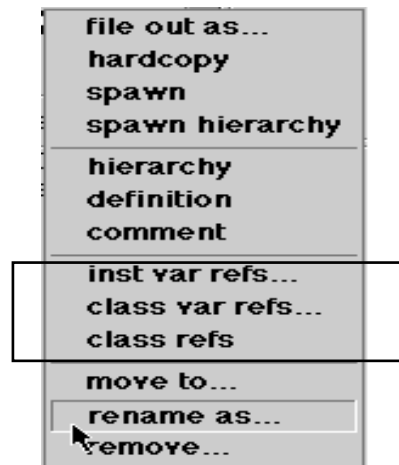 file out as...
hardcopy
spawn
spawn hierarchy
hierarchy
definition
comment
inst var refs...
class var refs...
class refs
move to...
rename as...
remove...